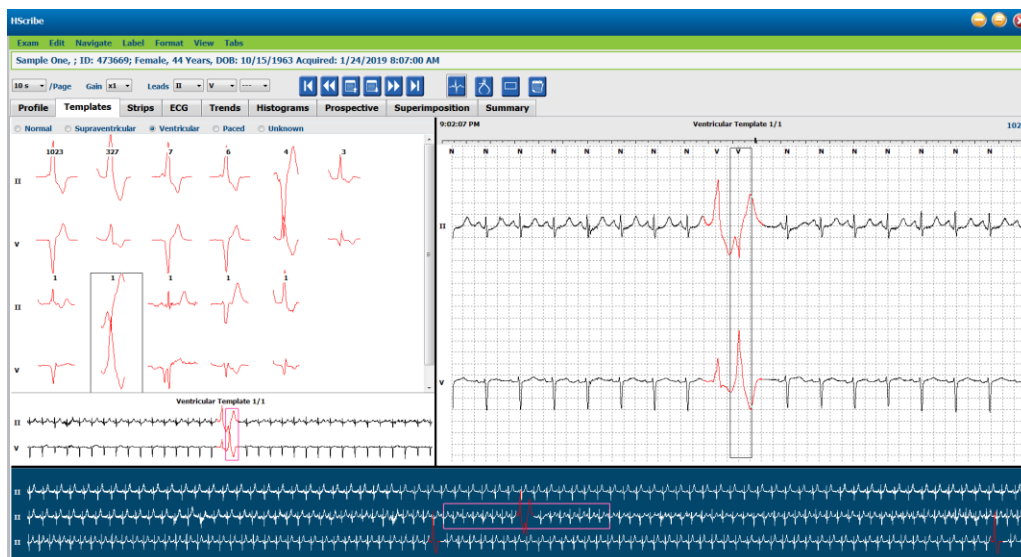 HScribe
Exam Edit Navigate Label Format View Tabs
Sample One, ; ID: 473669; Female, 44 Years, DOB: 10/15/1963 Acquired: 1/24/2019 8:07:00 AM
10 s /Page Gain x1 Leads II V ---
Profile Templates Strips ECG Trends Histograms Prospective Superimposition Summary
Normal Supraventricular Ventricular Paced Unknown
9:02:07 PM Ventricular Template 1/1 102
1023 327 7 6 4 3
N N N N N N N N V V N N N N N N N
II
V
1 1 1 1 1
II
V
II
V
Ventricular Template 1/1
II
V
II
II
II